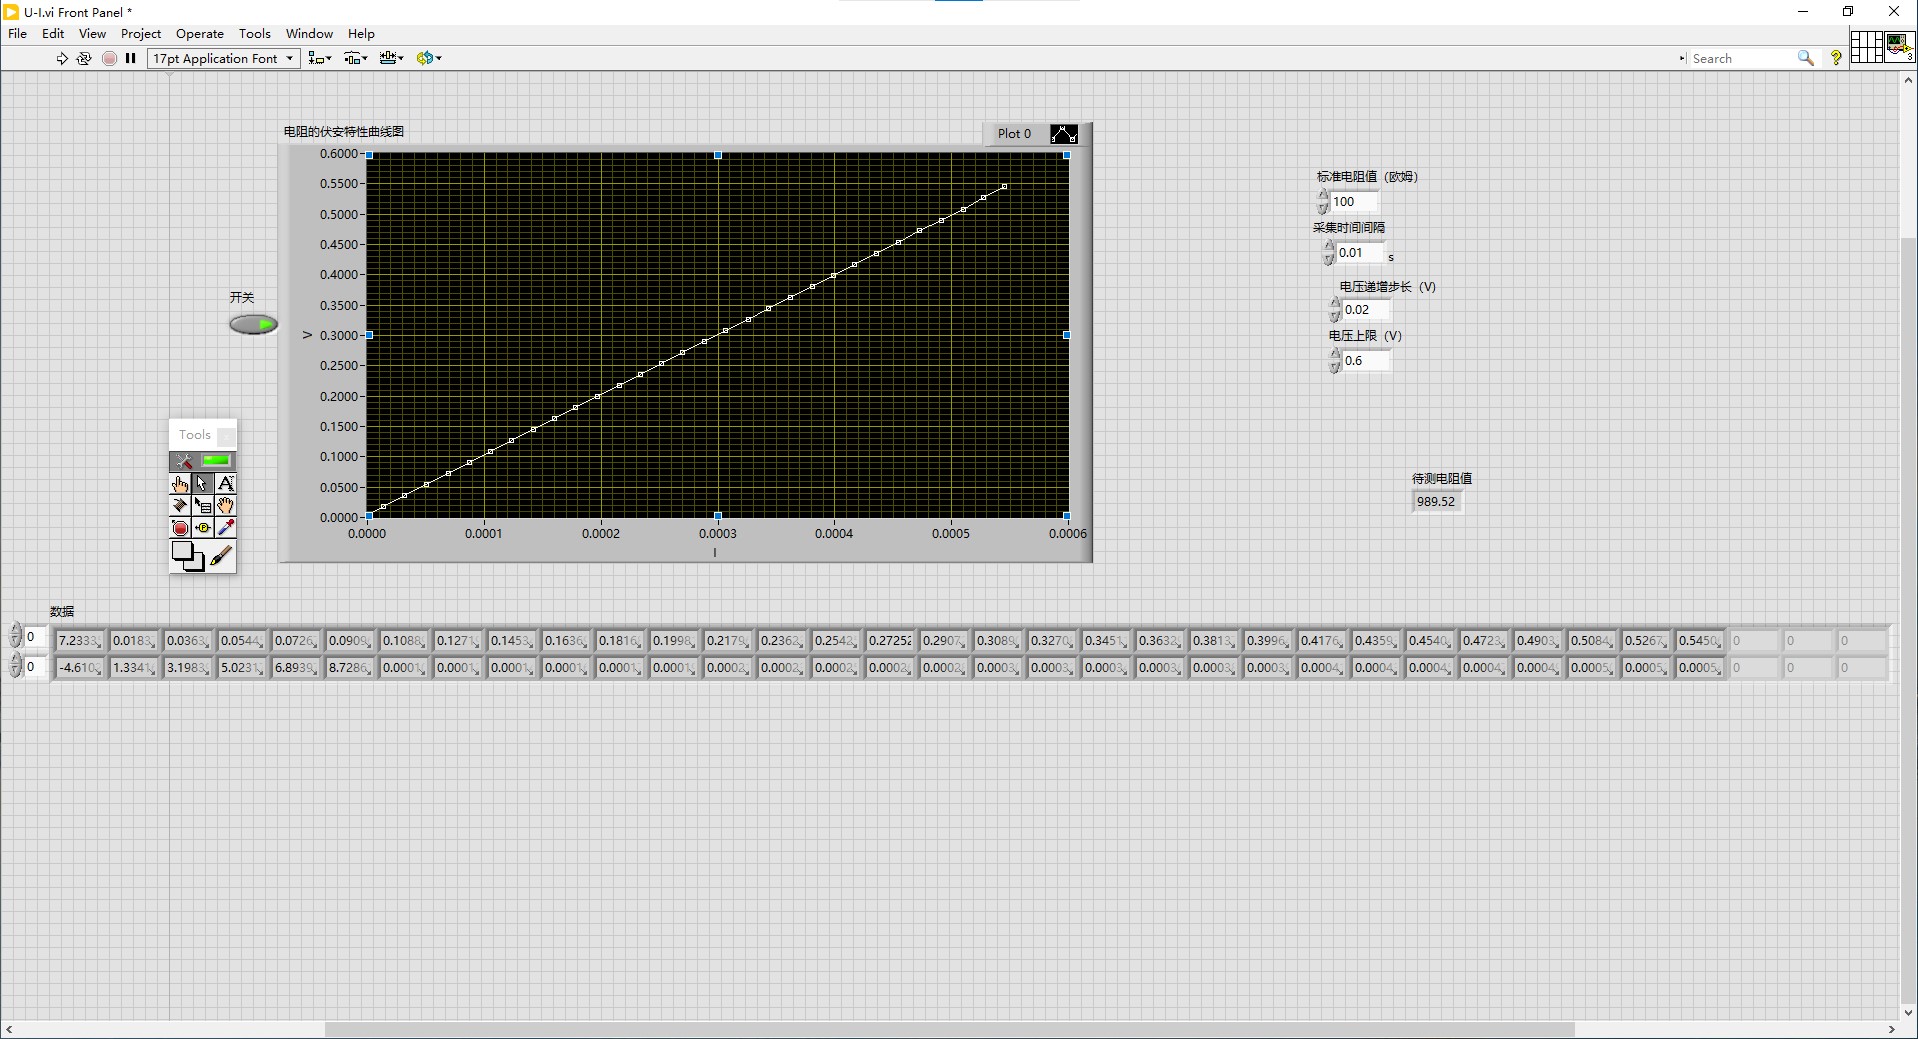 U-I.vi Front Panel *
File Edit View Project Operate Tools Window Help
17pt Application Font
Search
3
电阻的伏安特性曲线图
Plot 0
0.6000
0.5500
0.5000
0.4500
0.4000
0.3500
0.3000
0.2500
0.2000
0.1500
0.1000
0.0500
0.0000
V
0.0000 0.0001 0.0002 0.0003 0.0004 0.0005 0.0006
I
开关
标准电阻值（欧姆）
100
采集时间间隔
0.01 s
电压递增步长（V）
0.02
电压上限（V）
0.6
待测电阻值
989.52
Tools
数据
0 7.2333 0.0183 0.0363 0.0544 0.0726 0.0909 0.1088 0.1271 0.1453 0.1636 0.1816 0.1998 0.2179 0.2362 0.2542 0.27252 0.2907 0.3089 0.3270 0.3451 0.3632 0.3813 0.3996 0.4176 0.4359 0.4540 0.4723 0.4903 0.5084 0.5267 0.5450 0 0 0
0 -4.610 1.3341 3.1983 5.0231 6.8939 8.7286 0.0001 0.0001 0.0001 0.0001 0.0001 0.0001 0.0002 0.0002 0.0002 0.0002 0.0002 0.0003 0.0003 0.0003 0.0003 0.0003 0.0003 0.0004 0.0004 0.0004 0.0004 0.0004 0.0005 0.0005 0.0005 0 0 0